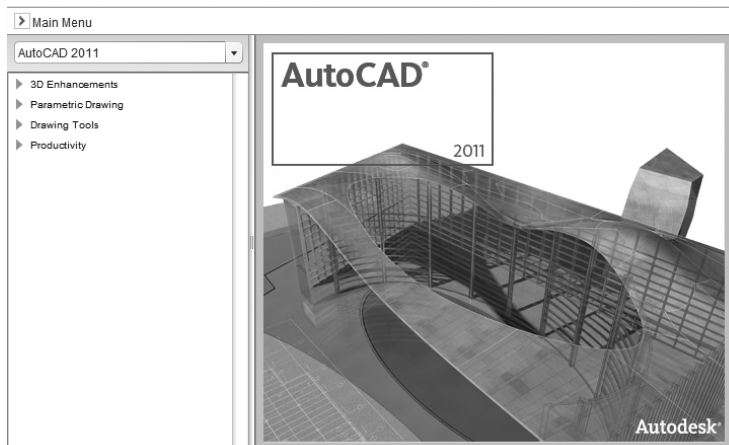 Main Menu
AutoCAD 2011
3D Enhancements
Parametric Drawing
Drawing Tools
Productivity
AutoCAD®
2011
Autodesk®